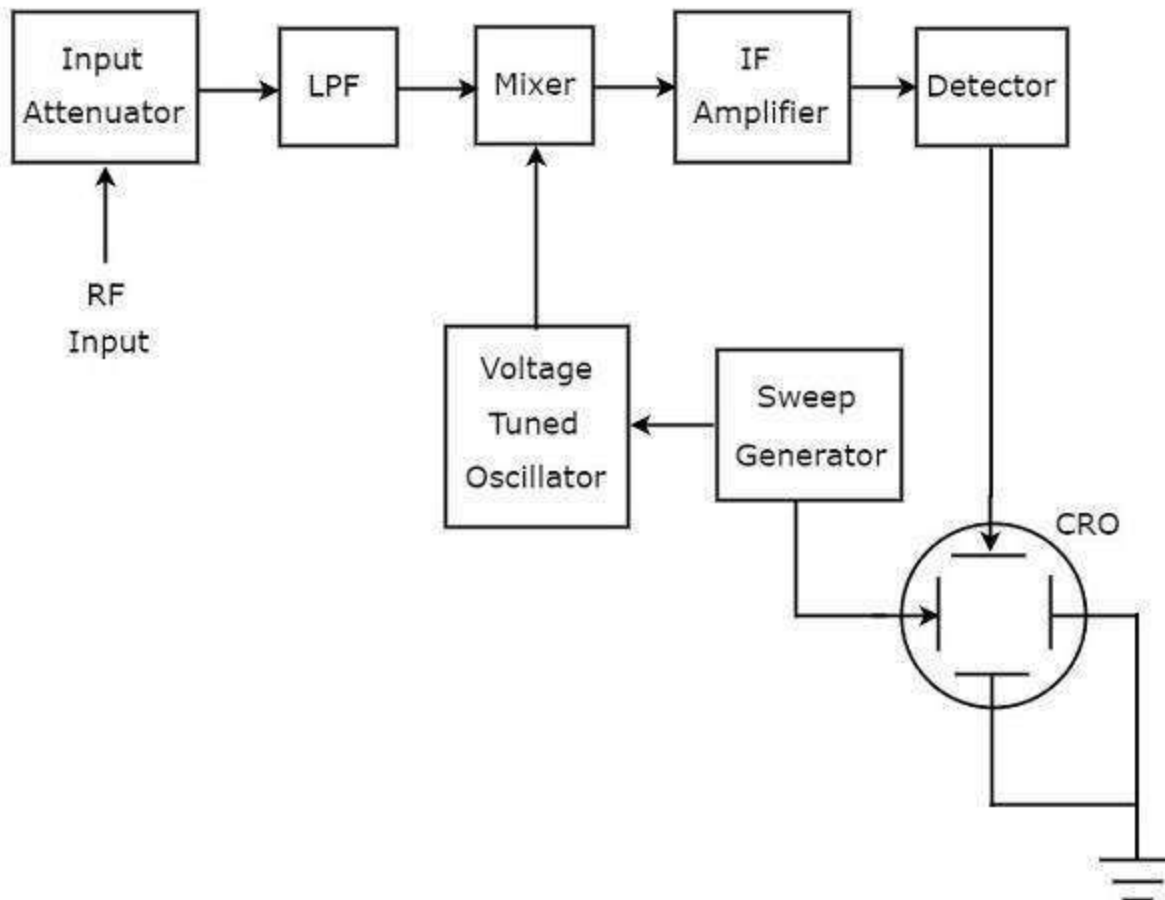 Input
Attenuator
LPF
Mixer
IF
Amplifier
Detector
RF
Input
Voltage
Tuned
Oscillator
Sweep
Generator
CRO